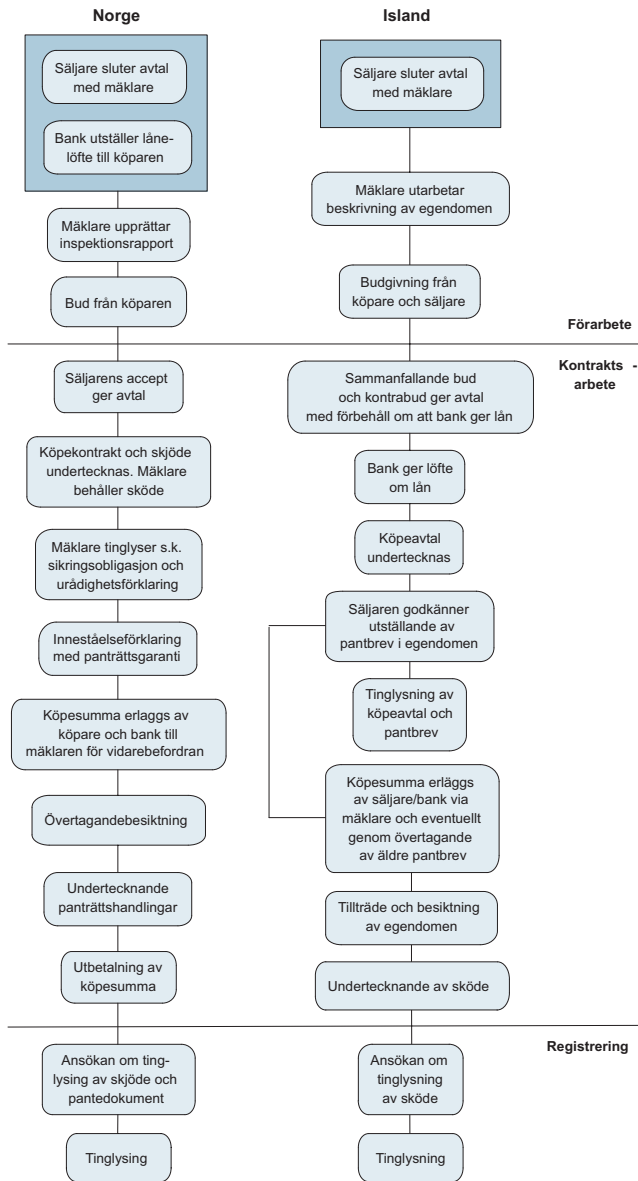 Norge
Säljare sluter avtal
med mäklare
Bank utställer låne-
löfte till köparen
Mäklare upprättar
inspektionsrapport
Bud från köparen
Säljarens accept
ger avtal
Köpekontrakt och skjöde
undertecknas. Mäklare
behåller sköde
Mäklare tinglyser s.k.
sikringsobligasjon och
urådighetsförklaring
Inneståelseförklaring
med panträttsgaranti
Köpesumma erlaggs av
köpare och bank till
mäklaren för vidarebefordran
Övertagandebesiktning
Undertecknande
panträttshandlingar
Utbetalning av
köpesumma
Ansökan om ting-
lysing av skjöde och
pantedokument
Tinglysing
Island
Säljare sluter avtal
med mäklare
Mäklare utarbetar
beskrivning av egendomen
Budgivning från
köpare och säljare
Sammanfallande bud
och kontrabud ger avtal
med förbehåll om att bank ger lån
Bank ger löfte
om lån
Köpeavtal
undertecknas
Säljaren godkänner
utställande av
pantbrev i egendomen
Tinglysning av
köpeavtal och
pantbrev
Köpesumma erläggs
av säljare/bank via
mäklare och eventuellt
genom övertagande
av äldre pantbrev
Tillträde och besiktning
av egendomen
Undertecknande av sköde
Ansökan om
tinglysning
av sköde
Tinglysning
Förarbete
Kontrakts -
arbete
Registrering